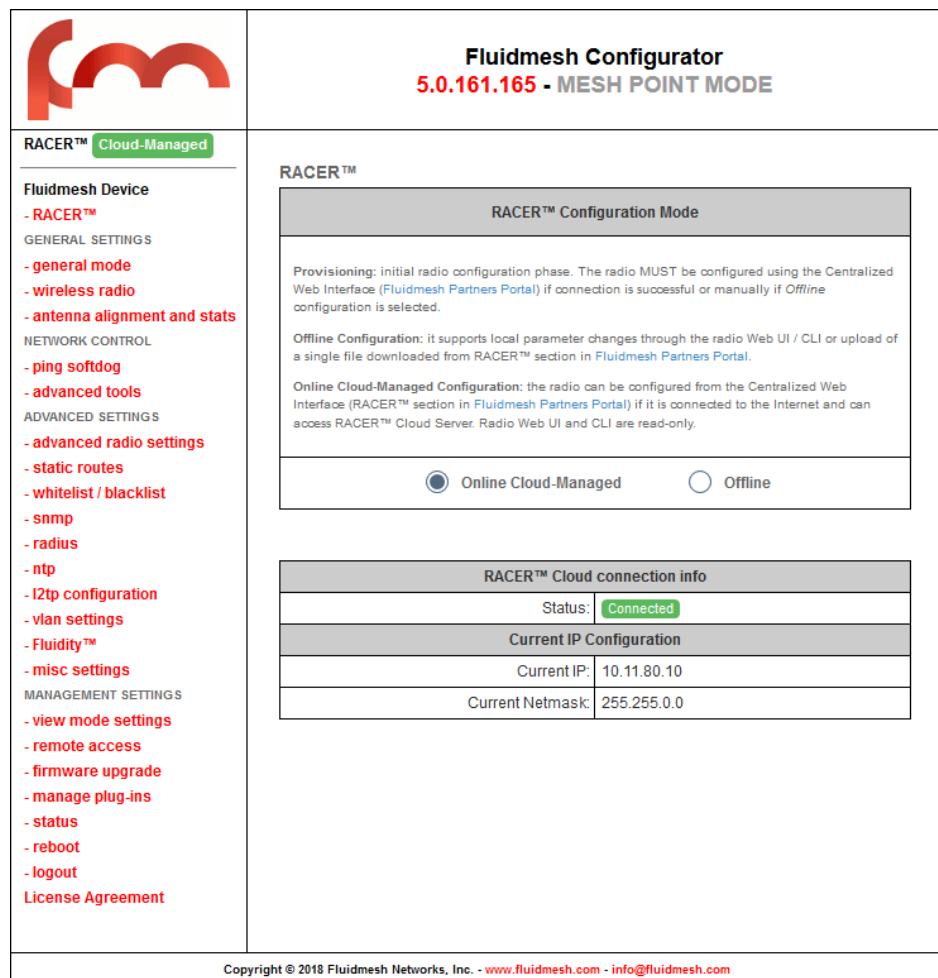 fm
Fluidmesh Configurator
5.0.161.165 - MESH POINT MODE
RACER™ Cloud-Managed
Fluidmesh Device
- RACER™
GENERAL SETTINGS
- general mode
- wireless radio
- antenna alignment and stats
NETWORK CONTROL
- ping softdog
- advanced tools
ADVANCED SETTINGS
- advanced radio settings
- static routes
- whitelist / blacklist
- snmp
- radius
- ntp
- l2tp configuration
- vlan settings
- Fluidity™
- misc settings
MANAGEMENT SETTINGS
- view mode settings
- remote access
- firmware upgrade
- manage plug-ins
- status
- reboot
- logout
License Agreement
RACER™
RACER™ Configuration Mode
Provisioning: initial radio configuration phase. The radio MUST be configured using the Centralized
Web Interface (Fluidmesh Partners Portal) if connection is successful or manually if Offline
configuration is selected.
Offline Configuration: it supports local parameter changes through the radio Web UI / CLI or upload of
a single file downloaded from RACER™ section in Fluidmesh Partners Portal.
Online Cloud-Managed Configuration: the radio can be configured from the Centralized Web
Interface (RACER™ section in Fluidmesh Partners Portal) if it is connected to the Internet and can
access RACER™ Cloud Server. Radio Web UI and CLI are read-only.
Online Cloud-Managed Offline
RACER™ Cloud connection info
Status: Connected
Current IP Configuration
Current IP: 10.11.80.10
Current Netmask: 255.255.0.0
Copyright © 2018 Fluidmesh Networks, Inc. - www.fluidmesh.com - info@fluidmesh.com